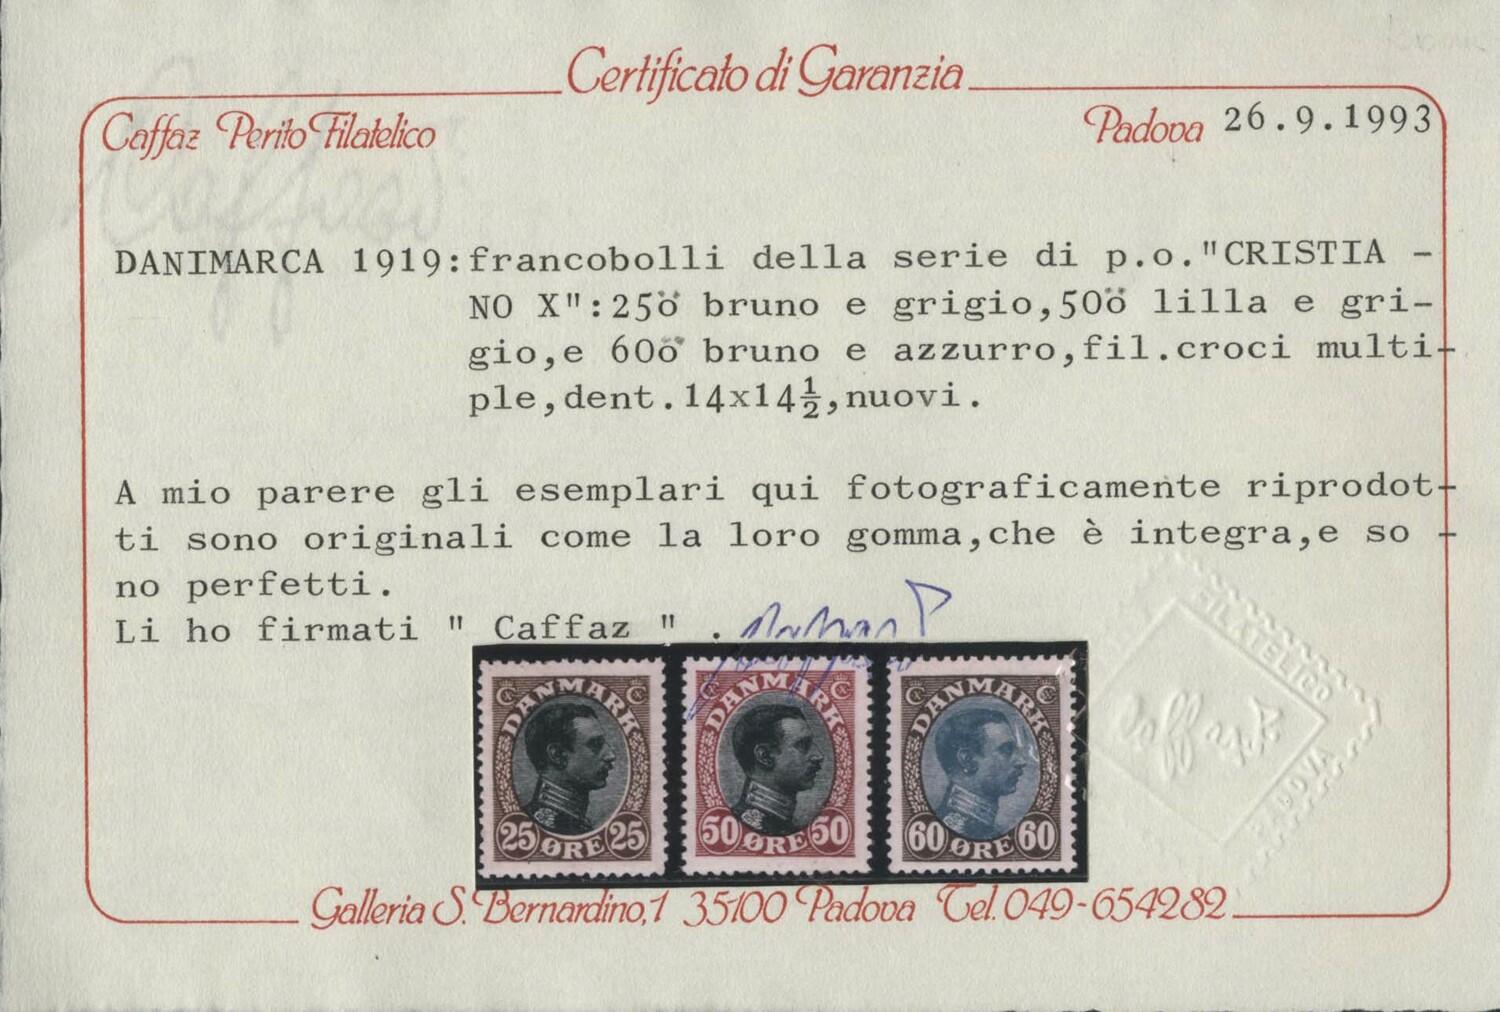 Certificato di Garanzia
Caffaz Perito Filatelico
Padova 26.9.1993
DANIMARCA 1919:francobolli della serie di p.o."CRISTIA -
NO X":25ö bruno e grigio,50ö lilla e gri-
gio,e 60ö bruno e azzurro,fil.croci multi-
ple,dent.14x14½,nuovi.
A mio parere gli esemplari qui fotograficamente riprodot-
ti sono originali come la loro gomma,che è integra,e so -
no perfetti.
Li ho firmati " Caffaz " .
DANMARK
25 ØRE 25
DANMARK
50 ØRE 50
DANMARK
60 ØRE 60
FILATELICO
Caffaz
PADOVA
Galleria S. Bernardino,1 35100 Padova Tel. 049-654282